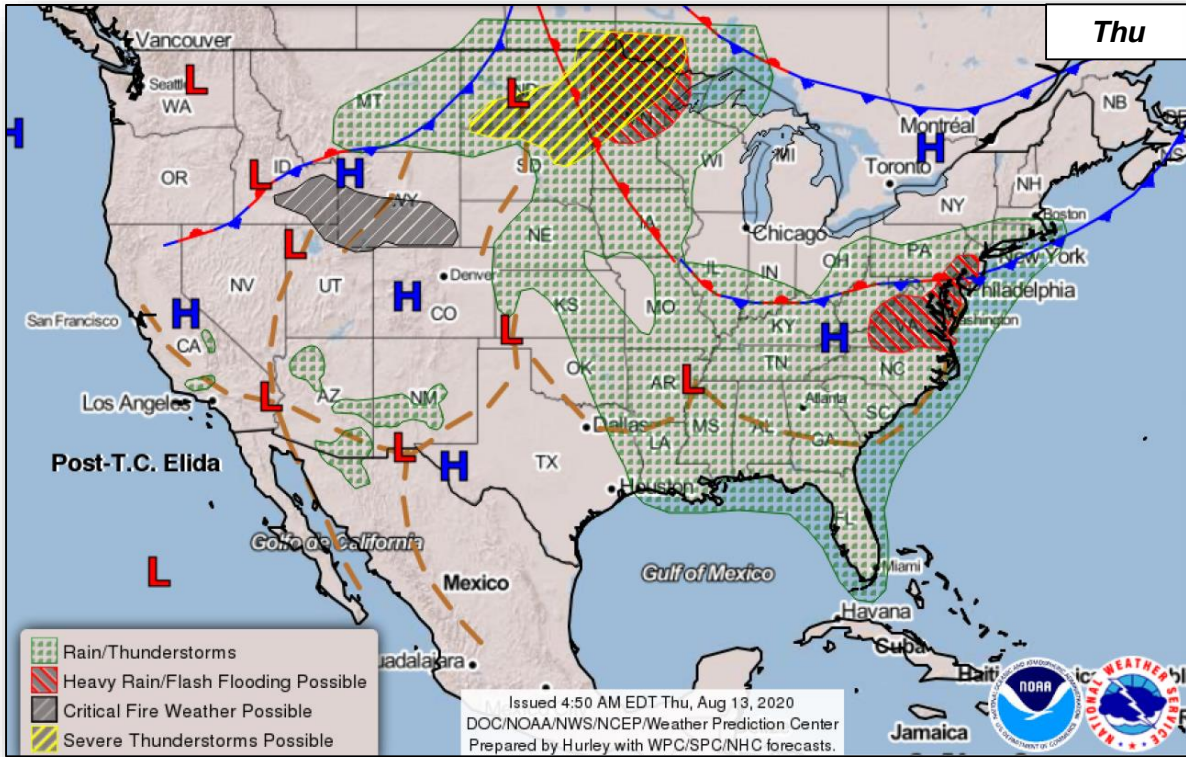 Thu
Vancouver
L
Seattle
WA
MT
ND
L
NB
H
Montréal
H
Toronto
OR
ID
L
H
WY
SD
WI
MI
NH
NY
Boston
IA
Chicago
NE
PA
New York
L
NV
UT
Denver
IL
IN
OH
H
CO
KS
MO
Philadelphia
San Francisco
H
CA
L
KY
H
VA
Washington
OK
TN
NC
Los Angeles
L
AZ
NM
AR
L
Atlanta
SC
Dallas
MS
AL
GA
LA
Post-T.C. Elida
L
H
TX
Houston
FL
Golfo de California
L
Mexico
Gulf of Mexico
Miami
Havana
Cuba
Rain/Thunderstorms
Heavy Rain/Flash Flooding Possible
Critical Fire Weather Possible
Severe Thunderstorms Possible
uadalajara
Issued 4:50 AM EDT Thu, Aug 13, 2020
DOC/NOAA/NWS/NCEP/Weather Prediction Center
Prepared by Hurley with WPC/SPC/NHC forecasts.
Haiti
Jamaica
NOAA
NATIONAL WEATHER SERVICE